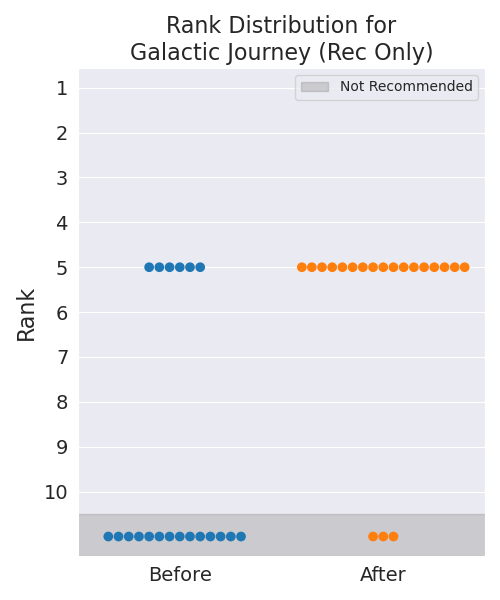 Rank Distribution for
Galactic Journey (Rec Only)
Not Recommended
1
2
3
4
5
6
7
8
9
10
Rank
Before
After